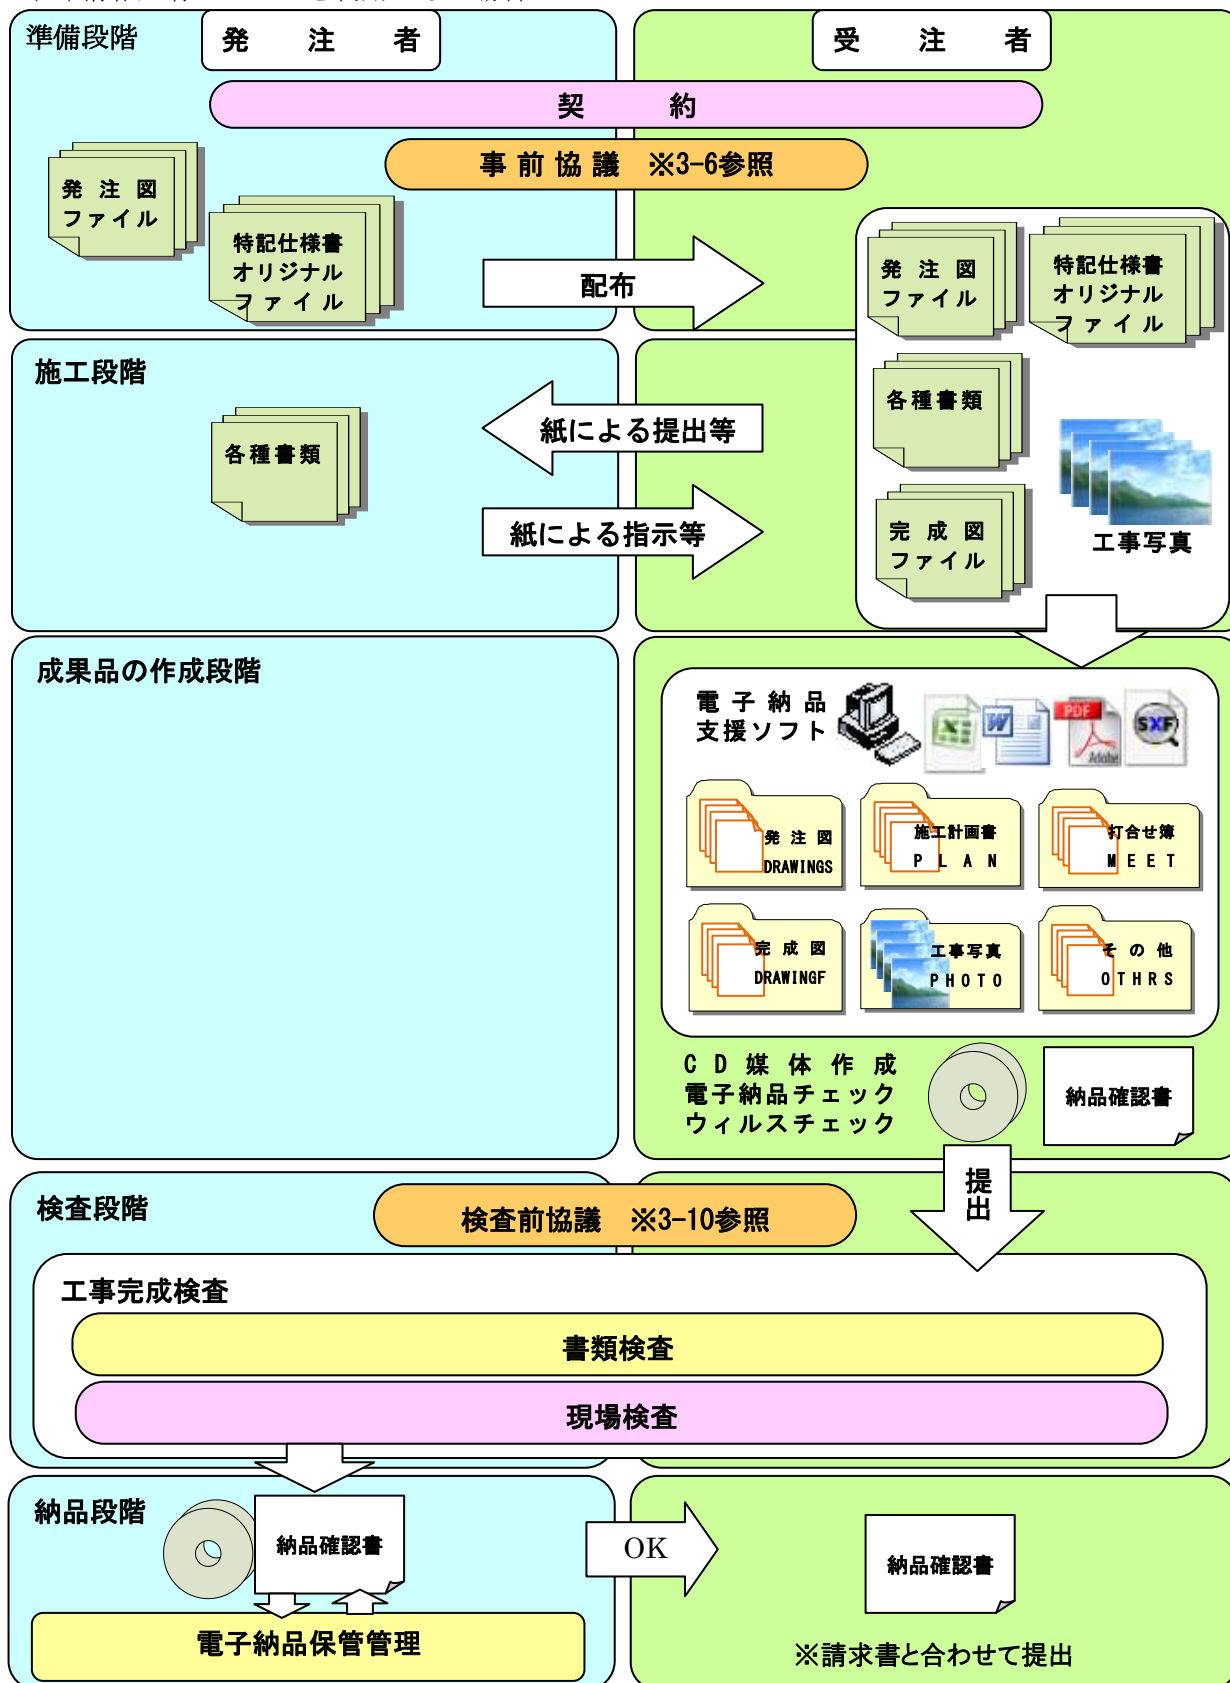 準備段階
発 注 者
受 注 者
契 約
事前協議 ※3-6参照
発注図
ファイル
特記仕様書
オリジナル
ファイル
配布
発注図
ファイル
特記仕様書
オリジナル
ファイル
施工段階
各種書類
紙による提出等
紙による指示等
各種書類
完成図
ファイル
工事写真
成果品の作成段階
電子納品
支援ソフト
W
PDF
Adobe
SXF
発注図
DRAWINGS
施工計画書
PLAN
打合せ簿
MEET
完成図
DRAWINGF
工事写真
PHOTO
その他
OTHRS
CD媒体作成
電子納品チェック
ウィルスチェック
納品確認書
提出
検査段階
検査前協議 ※3-10参照
工事完成検査
書類検査
現場検査
納品段階
納品確認書
OK
納品確認書
電子納品保管管理
※請求書と合わせて提出